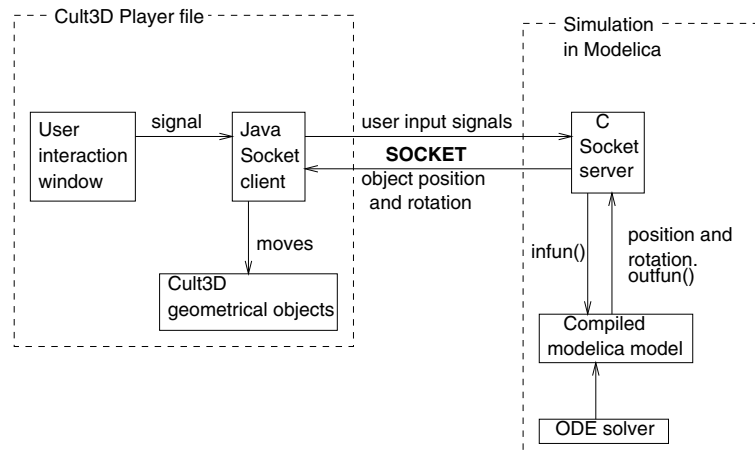 Cult3D Player file
Simulation
in Modelica
User
interaction
window
signal
Java
Socket
client
user input signals
SOCKET
object position
and rotation
C
Socket
server
moves
Cult3D
geometrical objects
infun()
position and
rotation.
outfun()
Compiled
modelica model
ODE solver